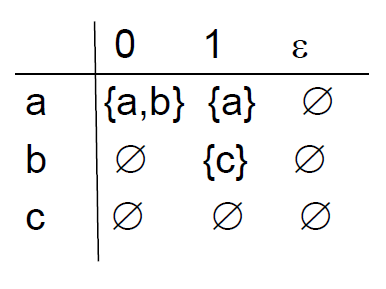 0 1 ε
a {a,b} {a} ∅
b ∅ {c} ∅
c ∅ ∅ ∅